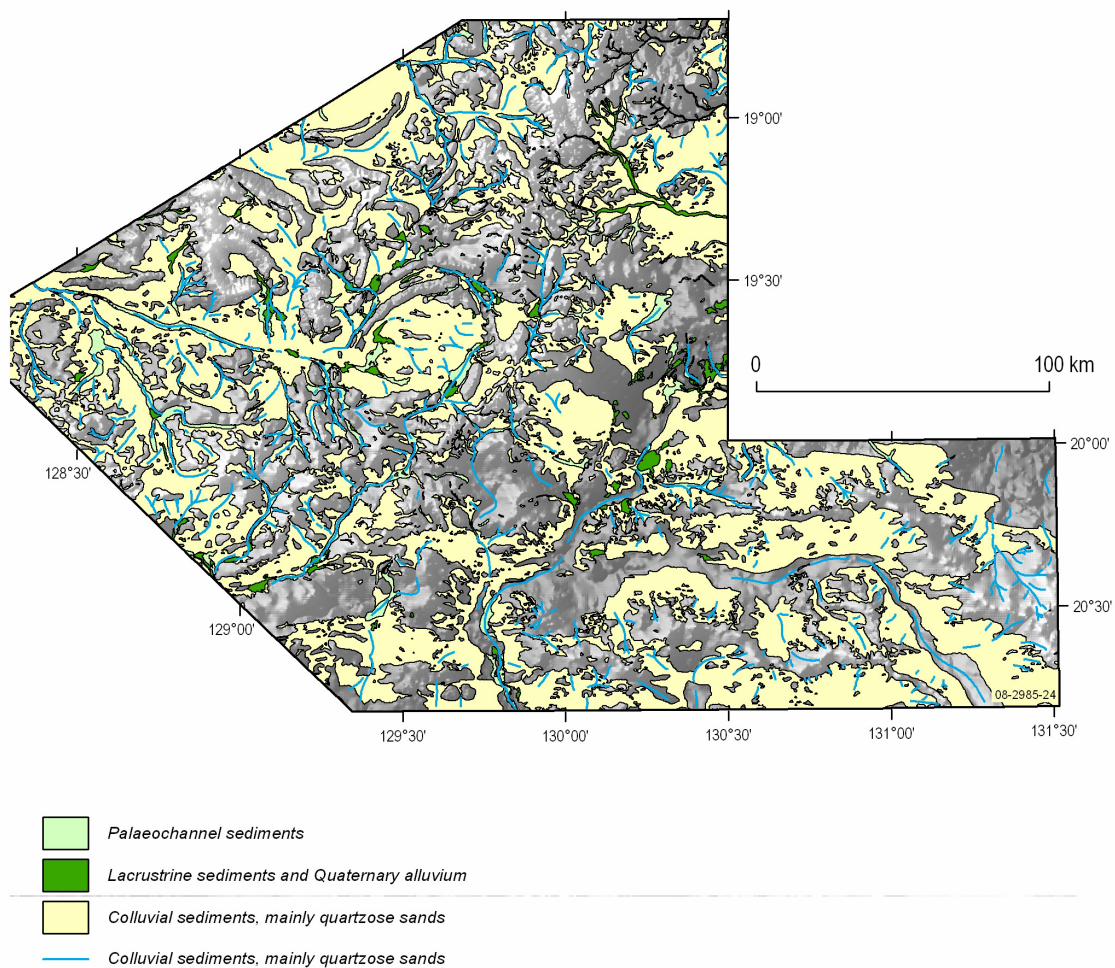 19°00'
19°30'
0 100 km
20°00'
128°30'
20°30'
129°00'
08-2985-24
129°30' 130°00' 130°30' 131°00' 131°30'
Palaeochannel sediments
Lacrustrine sediments and Quaternary alluvium
Colluvial sediments, mainly quartzose sands
Colluvial sediments, mainly quartzose sands